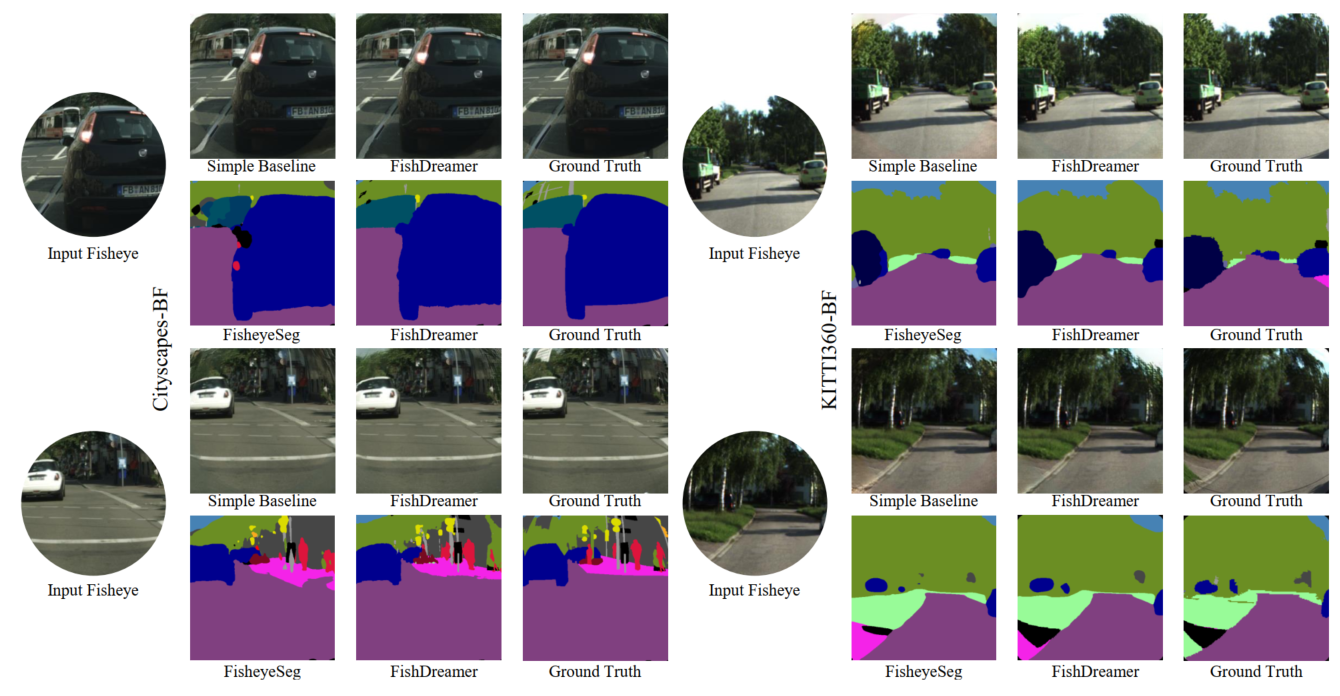 Simple Baseline FishDreamer Ground Truth
Input Fisheye
FisheyeSeg FishDreamer Ground Truth
Cityscapes-BF
Simple Baseline FishDreamer Ground Truth
Input Fisheye
FisheyeSeg FishDreamer Ground Truth
Simple Baseline FishDreamer Ground Truth
Input Fisheye
FisheyeSeg FishDreamer Ground Truth
KITTI360-BF
Simple Baseline FishDreamer Ground Truth
Input Fisheye
FisheyeSeg FishDreamer Ground Truth